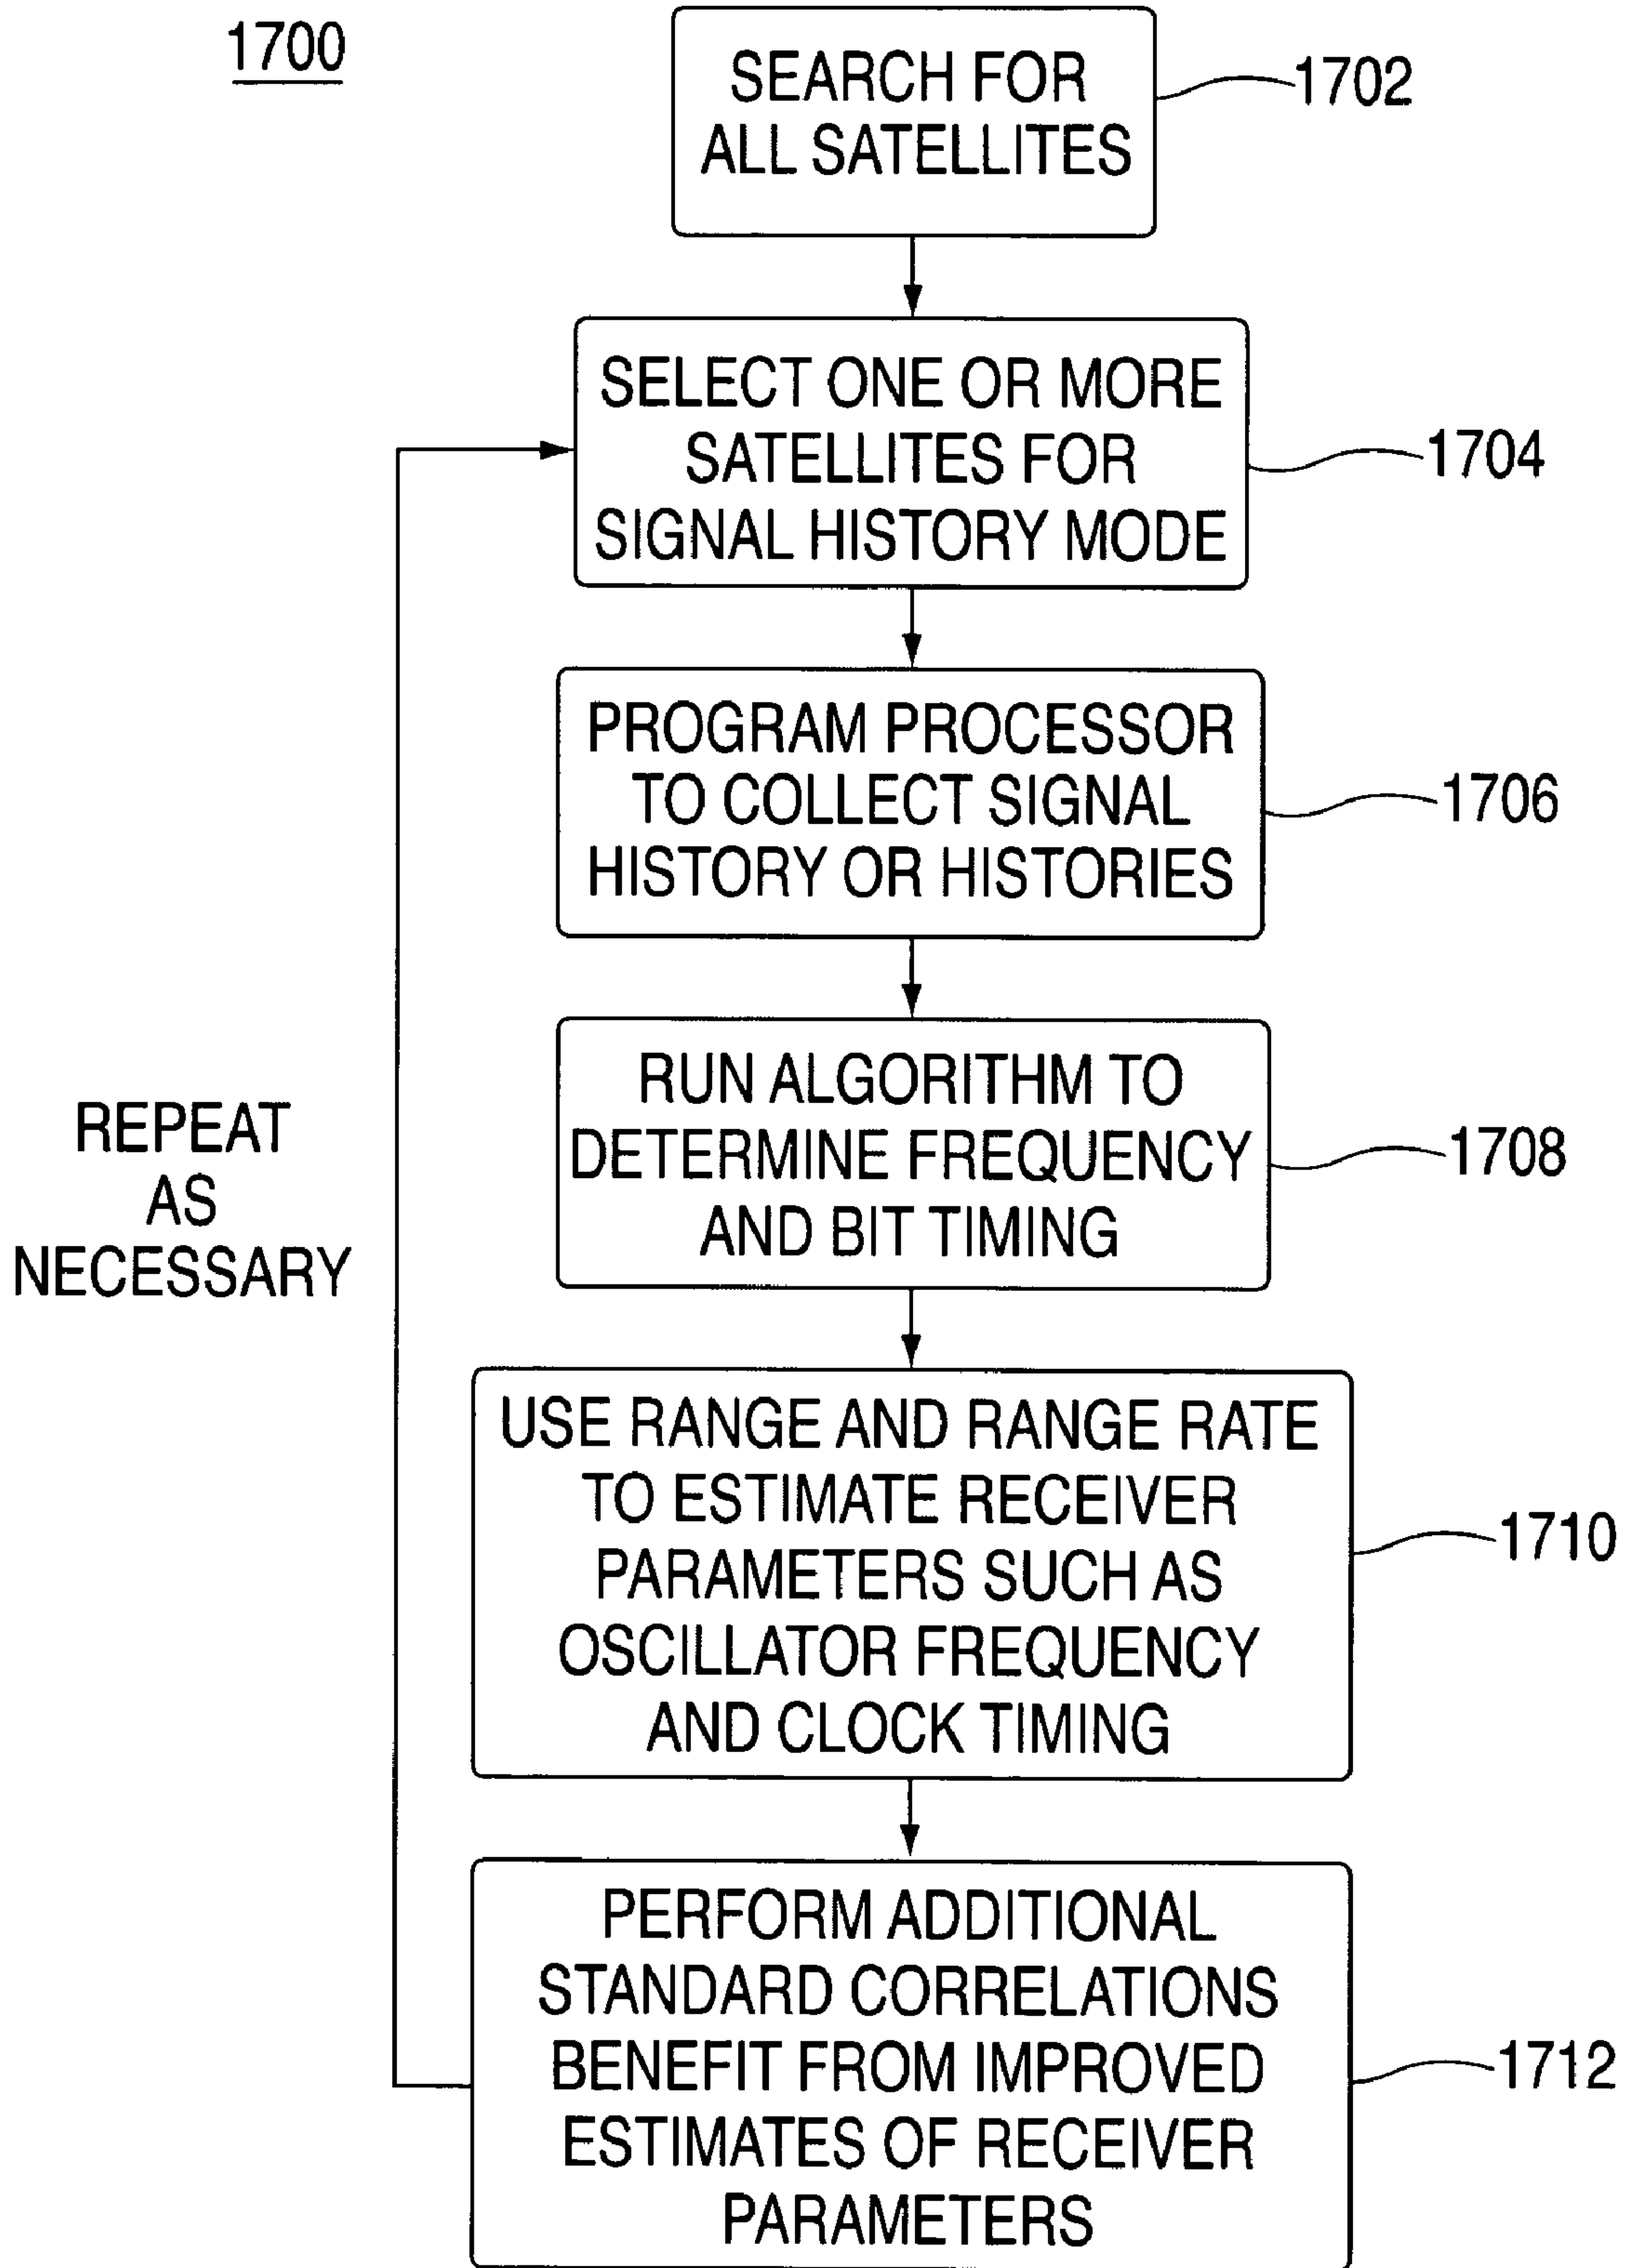 1700
SEARCH FOR
ALL SATELLITES
1702
SELECT ONE OR MORE
SATELLITES FOR
SIGNAL HISTORY MODE
1704
PROGRAM PROCESSOR
TO COLLECT SIGNAL
HISTORY OR HISTORIES
1706
RUN ALGORITHM TO
DETERMINE FREQUENCY
AND BIT TIMING
1708
REPEAT
AS
NECESSARY
USE RANGE AND RANGE RATE
TO ESTIMATE RECEIVER
PARAMETERS SUCH AS
OSCILLATOR FREQUENCY
AND CLOCK TIMING
1710
PERFORM ADDITIONAL
STANDARD CORRELATIONS
BENEFIT FROM IMPROVED
ESTIMATES OF RECEIVER
PARAMETERS
1712